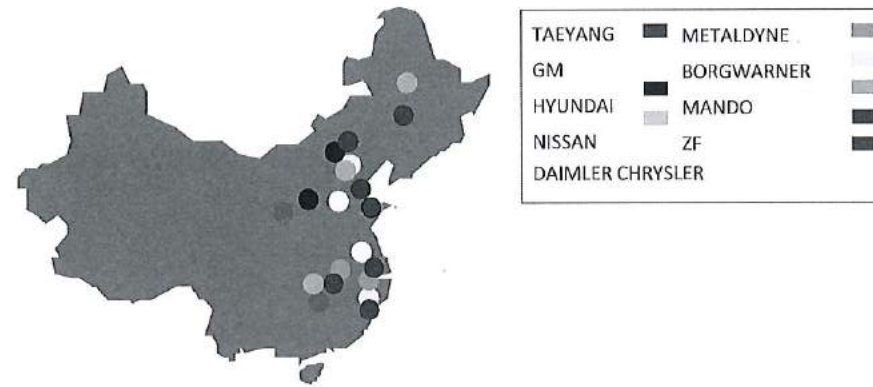 TAEYANG METALDYNE
GM BORGWARNER
HYUNDAI MANDO
NISSAN ZF
DAIMLER CHRYSLER